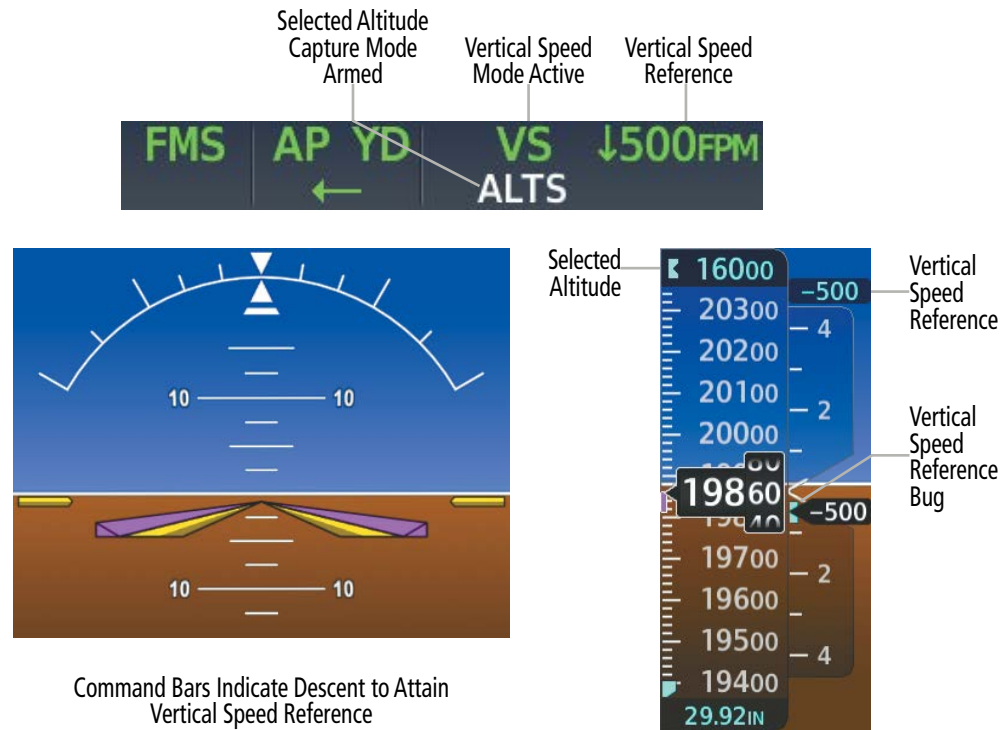 Selected Altitude
Capture Mode
Armed
Vertical Speed
Mode Active
Vertical Speed
Reference
FMS AP YD VS ↓500FPM
← ALTS
10 10
10 10
Command Bars Indicate Descent to Attain
Vertical Speed Reference
Selected
Altitude
16000
-500
Vertical
Speed
Reference
20300
4
20200
20100
2
20000
19860
Vertical
Speed
Reference
Bug
-500
19700
2
19600
19500
4
19400
29.92IN